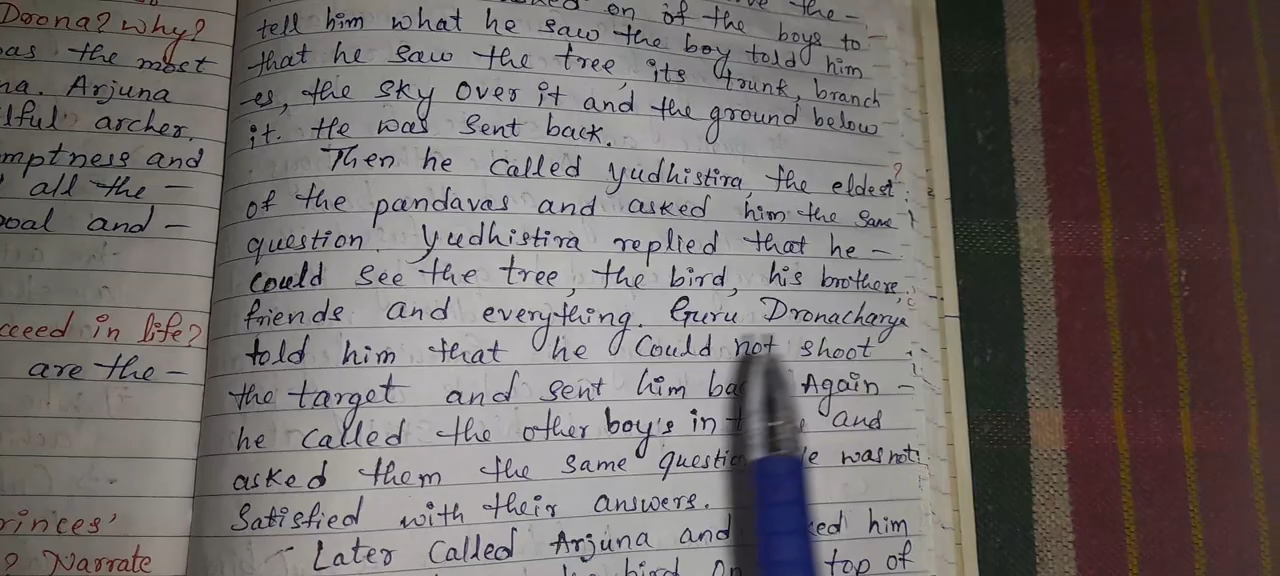 Doona? why?
as the most
na. Arjuna
lful archer.
mptness and
all the -
oal and -
cceed in life?
are the -
rinces'
? Narrate
on of the boys to
tell him what he saw the boy told him
that he saw the tree, its trunk, branch
es, the sky over it and the ground below
it. He was sent back.
Then he called yudhistira, the eldest
of the pandavas and asked him the same
question. yudhistira replied that he -
could see the tree, the bird, his brothere,
friends and everything. Guru Dronacharya
told him that he could not shoot
the target and sent him Again -
he called the other boy's in and
asked them the same was not
satisfied with their answers.
- Later called Arjuna and him
bird on top of